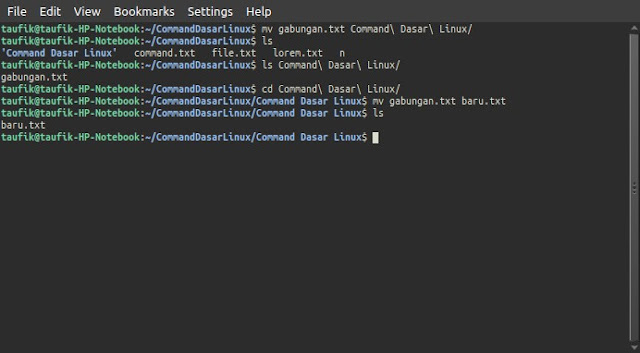 File Edit View Bookmarks Settings Help
taufik@taufik-HP-Notebook:~/CommandDasarLinux$ mv gabungan.txt Command\ Dasar\ Linux/
taufik@taufik-HP-Notebook:~/CommandDasarLinux$ ls
'Command Dasar Linux' command.txt file.txt lorem.txt n
taufik@taufik-HP-Notebook:~/CommandDasarLinux$ ls Command\ Dasar\ Linux/
gabungan.txt
taufik@taufik-HP-Notebook:~/CommandDasarLinux$ cd Command\ Dasar\ Linux/
taufik@taufik-HP-Notebook:~/CommandDasarLinux/Command Dasar Linux$ mv gabungan.txt baru.txt
taufik@taufik-HP-Notebook:~/CommandDasarLinux/Command Dasar Linux$ ls
baru.txt
taufik@taufik-HP-Notebook:~/CommandDasarLinux/Command Dasar Linux$